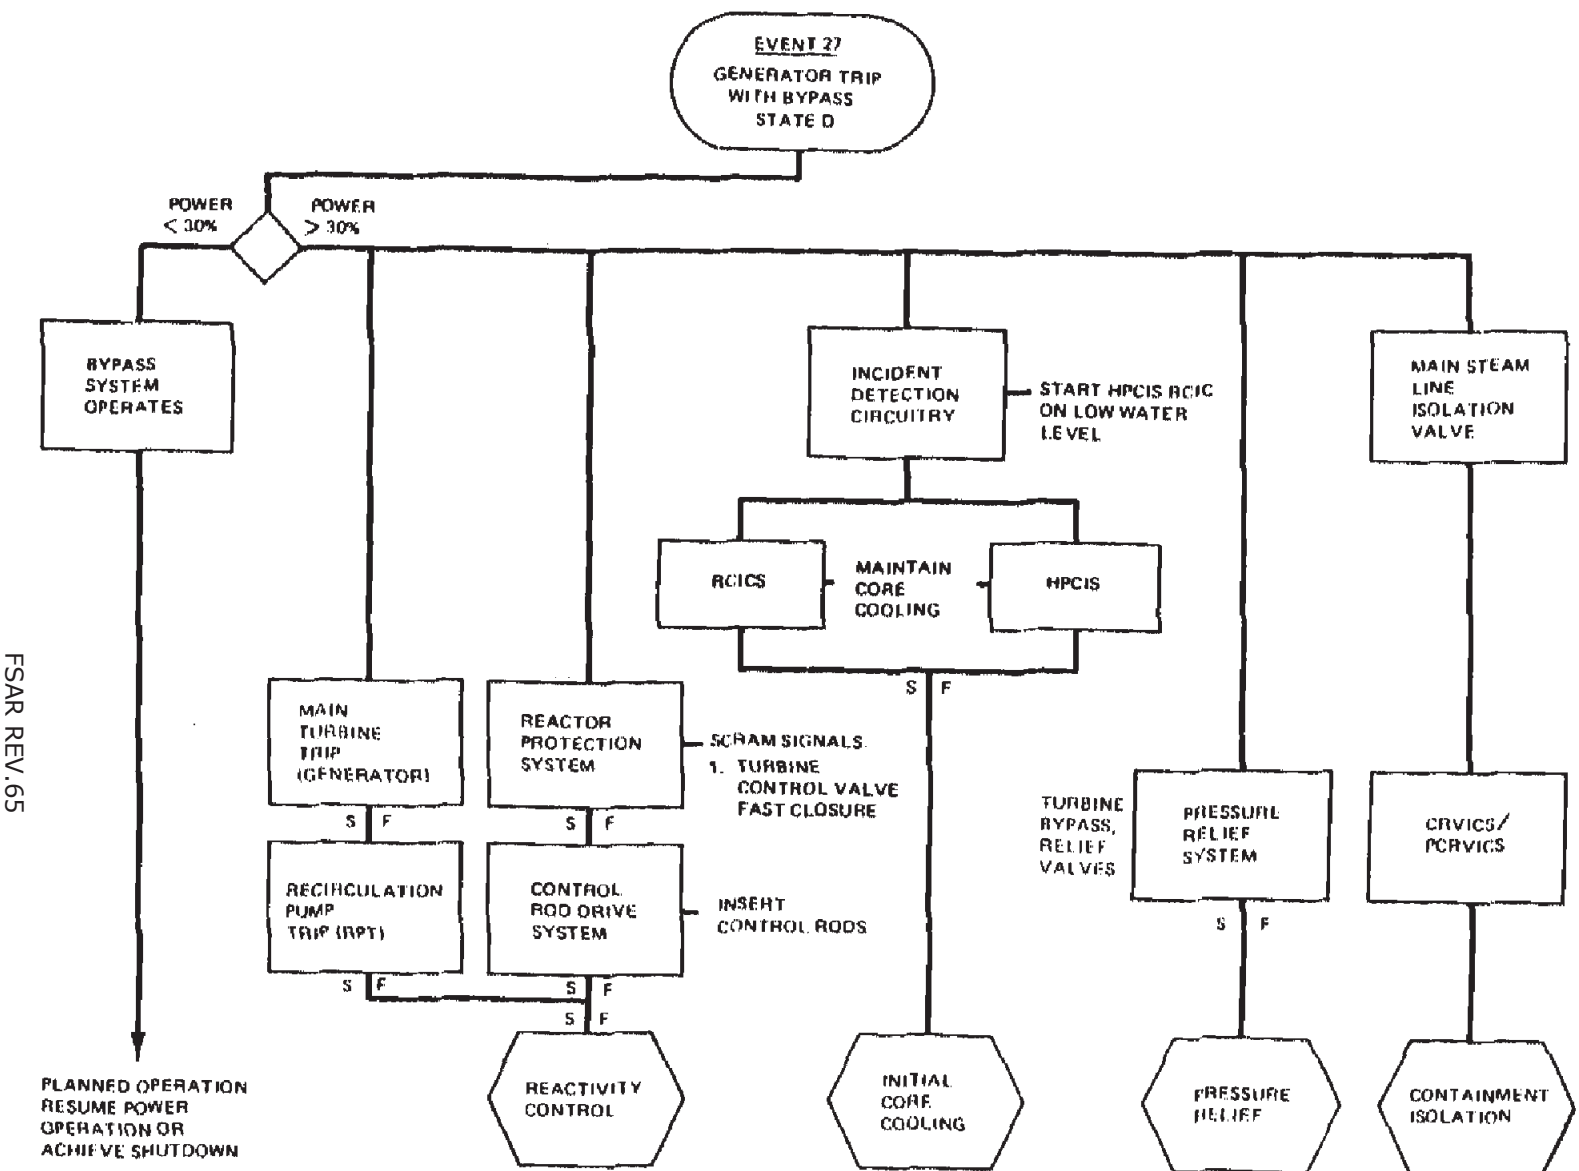 EVENT 27
GENERATOR TRIP
WITH BYPASS
STATE D
POWER
< 30%
POWER
> 30%
BYPASS
SYSTEM
OPERATES
INCIDENT
DETECTION
CIRCUITRY
START HPCIS RCIC
ON LOW WATER
LEVEL
MAIN STEAM
LINE
ISOLATION
VALVE
RCICS
MAINTAIN
CORE
COOLING
HPCIS
S F
MAIN
TURBINE
TRIP
(GENERATOR)
S F
REACTOR
PROTECTION
SYSTEM
SCRAM SIGNALS.
1. TURBINE
CONTROL VALVE
FAST CLOSURE
S F
TURBINE
BYPASS,
RELIEF
VALVES
PRESSURE
RELIEF
SYSTEM
S F
CRVICS/
PCRVICS
RECIRCULATION
PUMP
TRIP (RPT)
S F
CONTROL
ROD DRIVE
SYSTEM
INSERT
CONTROL RODS
S F
S F
PLANNED OPERATION
RESUME POWER
OPERATION OR
ACHIEVE SHUTDOWN
REACTIVITY
CONTROL
INITIAL
CORE
COOLING
PRESSURE
RELIEF
CONTAINMENT
ISOLATION
FSAR REV.65